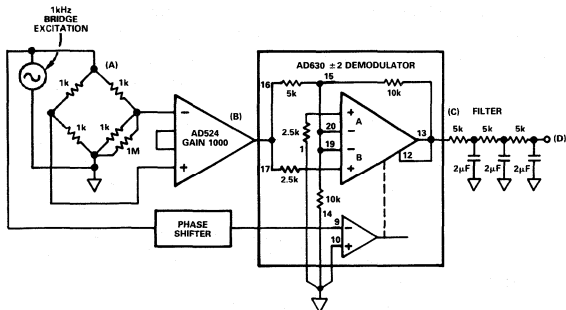 1kHz
BRIDGE
EXCITATION
(A)
1k
1k
1k
1k
1M
AD524
GAIN 1000
(B)
AD630 ±2 DEMODULATOR
16
5k
15
10k
2.5k
1
20
19
A
B
17
2.5k
13
12
10k
14
9
10
PHASE
SHIFTER
(C)
FILTER
5k
5k
5k
(D)
2µF
2µF
2µF